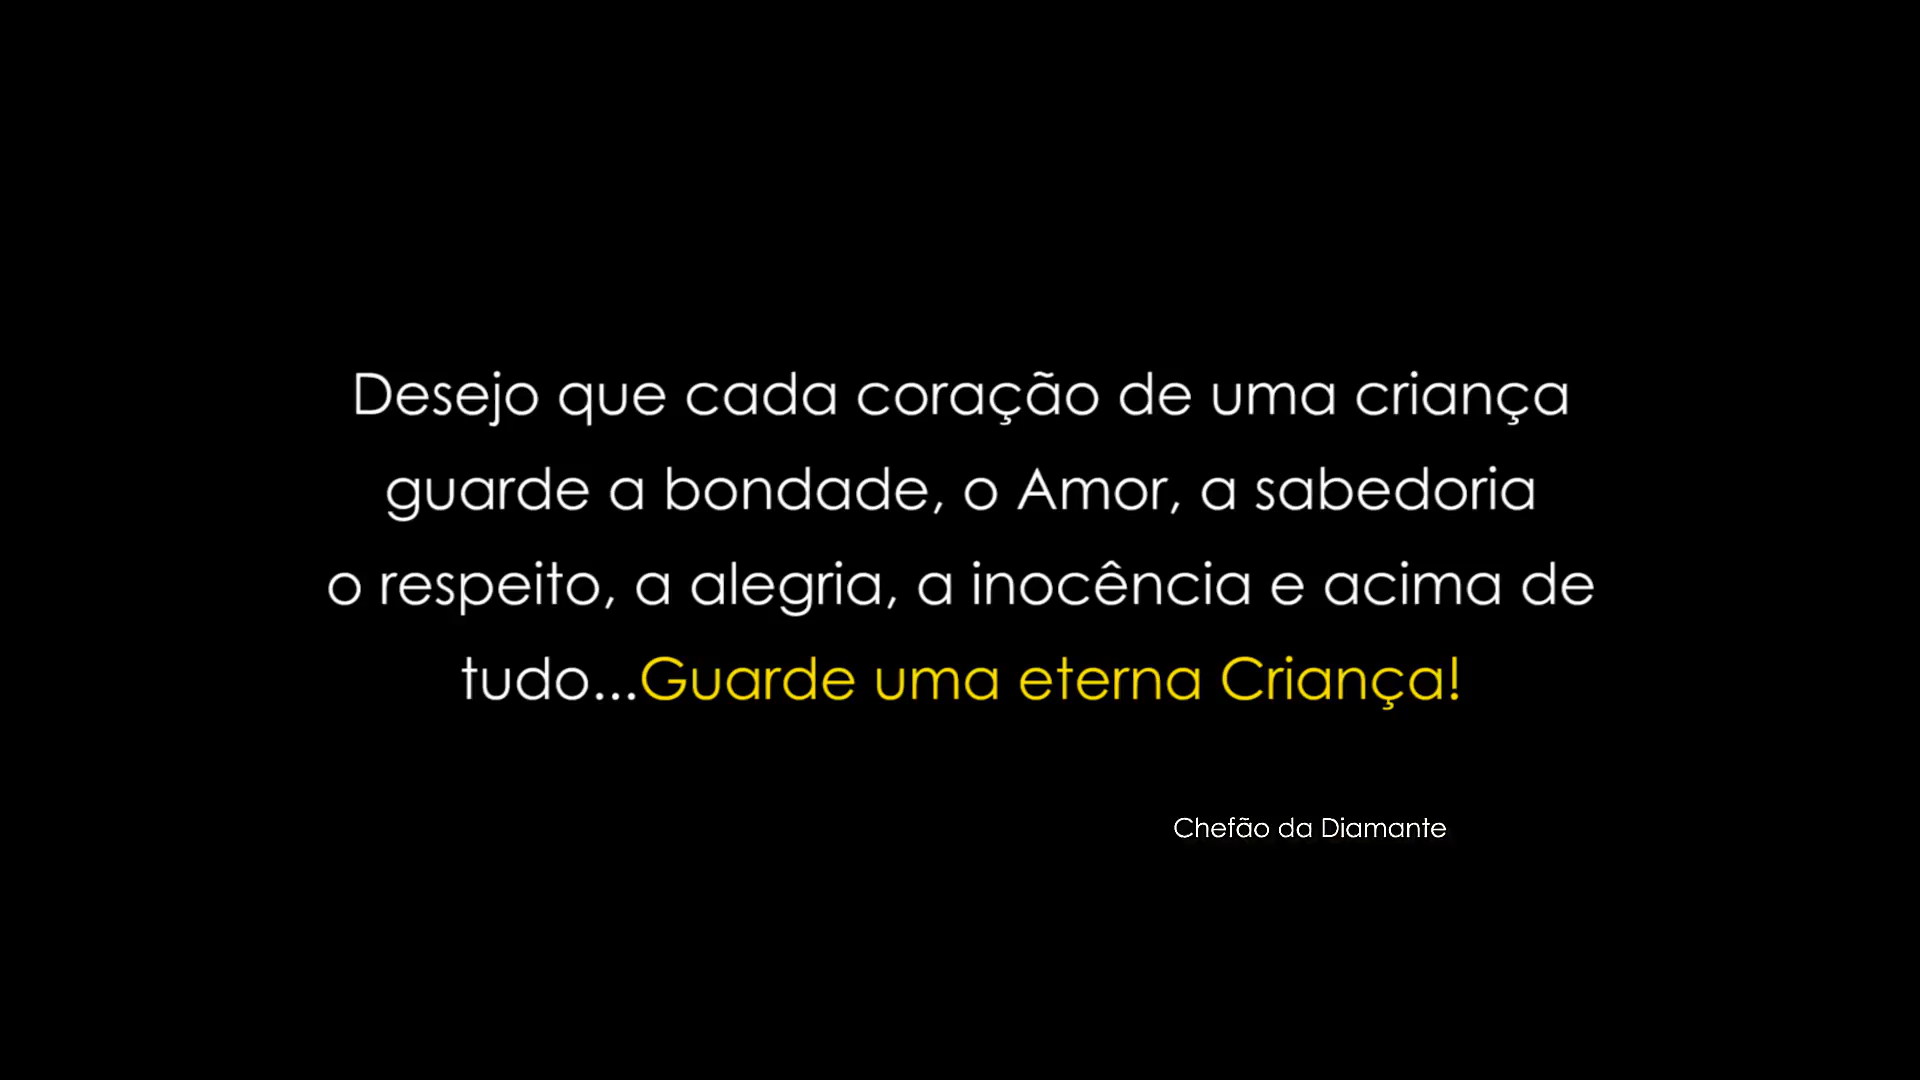 Desejo que cada coração de uma criança
guarde a bondade, o Amor, a sabedoria
o respeito, a alegria, a inocência e acima de
tudo...Guarde uma eterna Criança!
Chefão da Diamante